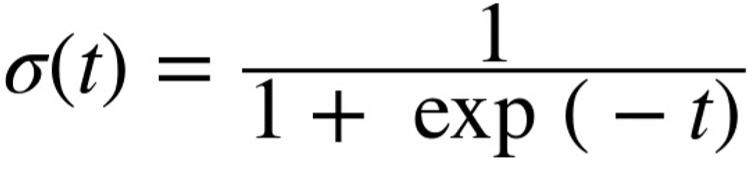 σ(t) = 1 / (1 + exp ( − t))